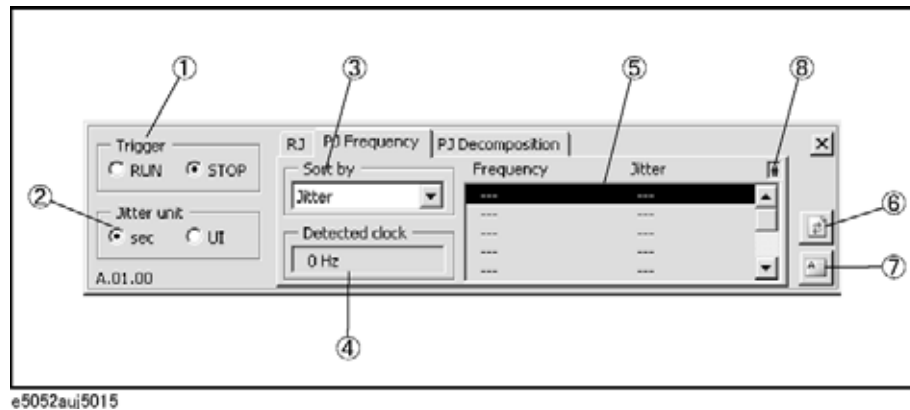 ① ③ ⑤ ⑧
Trigger
RUN STOP
RJ PJ Frequency PJ Decomposition
Sort by
Jitter
Frequency Jitter
--- ---
--- ---
--- ---
--- ---
② ⑥
Jitter unit
sec UI
Detected clock
0 Hz
A ⑦
A.01.00
④
e5052auj5015